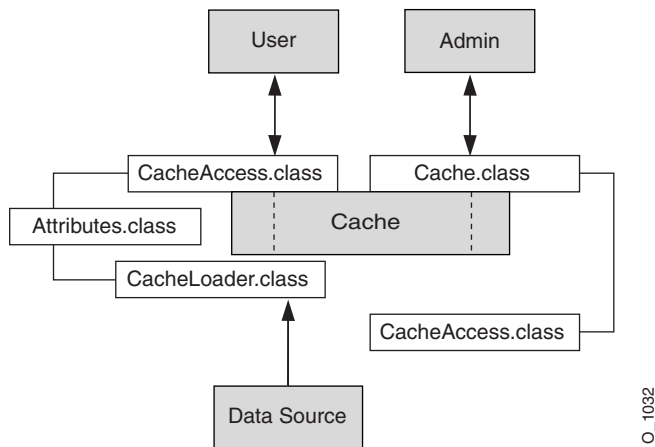 User
Admin
CacheAccess.class
Cache.class
Attributes.class
Cache
CacheLoader.class
CacheAccess.class
Data Source
O_1032